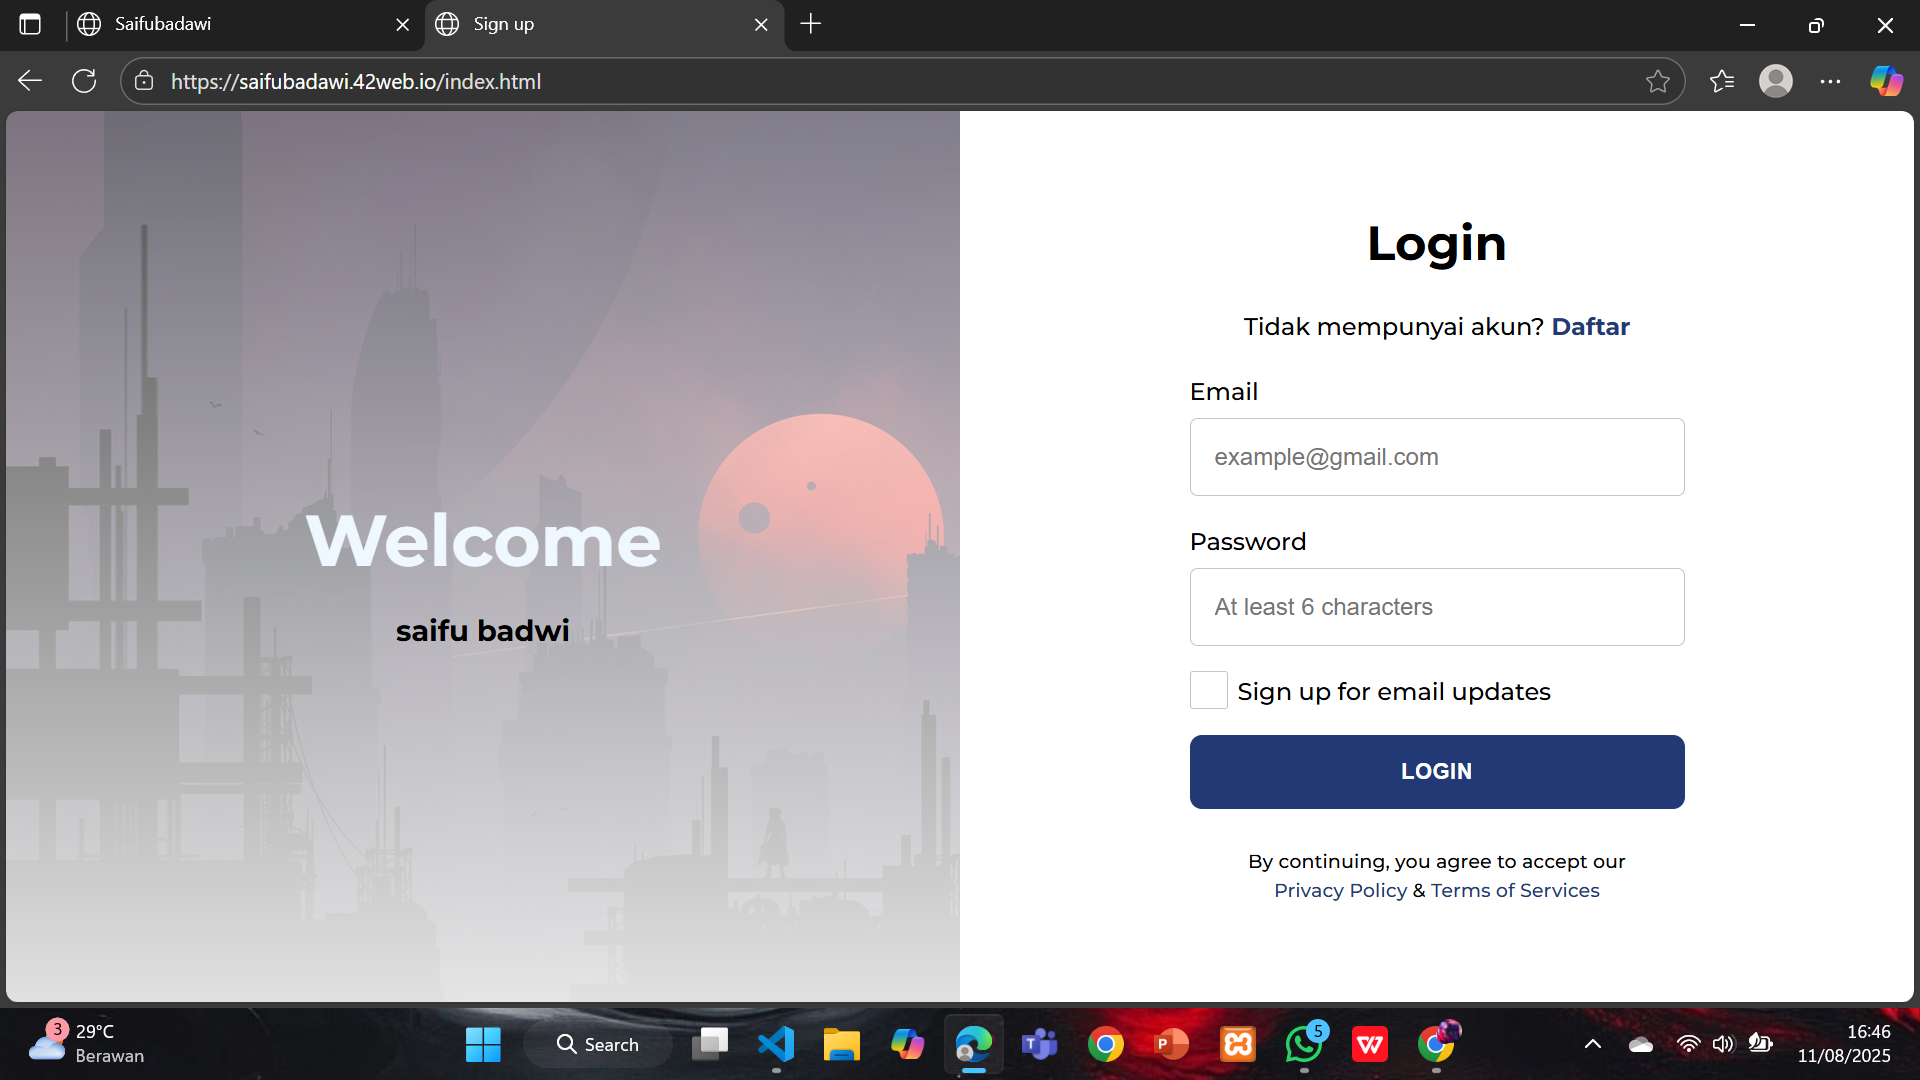 Saifubadawi
Sign up
https://saifubadawi.42web.io/index.html
Welcome
saifu badwi
Login
Tidak mempunyai akun? Daftar
Email
example@gmail.com
Password
At least 6 characters
Sign up for email updates
LOGIN
By continuing, you agree to accept our
Privacy Policy & Terms of Services
3
29°C
Berawan
Search
5
16:46
11/08/2025